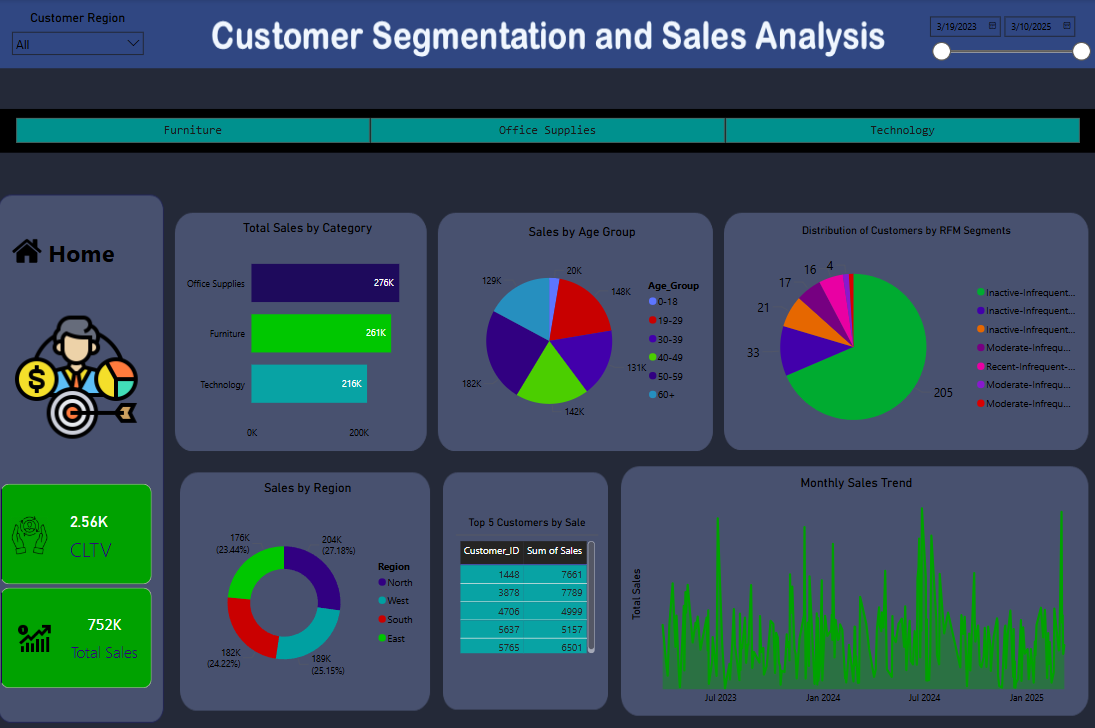 Customer Region
All
Customer Segmentation and Sales Analysis
3/19/2023
3/10/2025
Furniture
Office Supplies
Technology
Home
$
2.56K
CLTV
752K
Total Sales
Total Sales by Category
Office Supplies
276K
Furniture
261K
Technology
216K
0K
200K
Sales by Age Group
20K
148K
131K
142K
182K
129K
Age_Group
0-18
19-29
30-39
40-49
50-59
60+
Distribution of Customers by RFM Segments
4
16
17
21
33
205
Inactive-Infrequent...
Inactive-Infrequent...
Inactive-Infrequent...
Moderate-Infrequ...
Recent-Infrequent-...
Moderate-Infrequ...
Moderate-Infrequ...
Sales by Region
176K
(23.44%)
204K
(27.18%)
182K
(24.22%)
189K
(25.15%)
Region
North
West
South
East
Top 5 Customers by Sale
Customer_ID Sum of Sales
1448 7661
3878 7789
4706 4999
5637 5157
5765 6501
Monthly Sales Trend
Total Sales
Jul 2023
Jan 2024
Jul 2024
Jan 2025